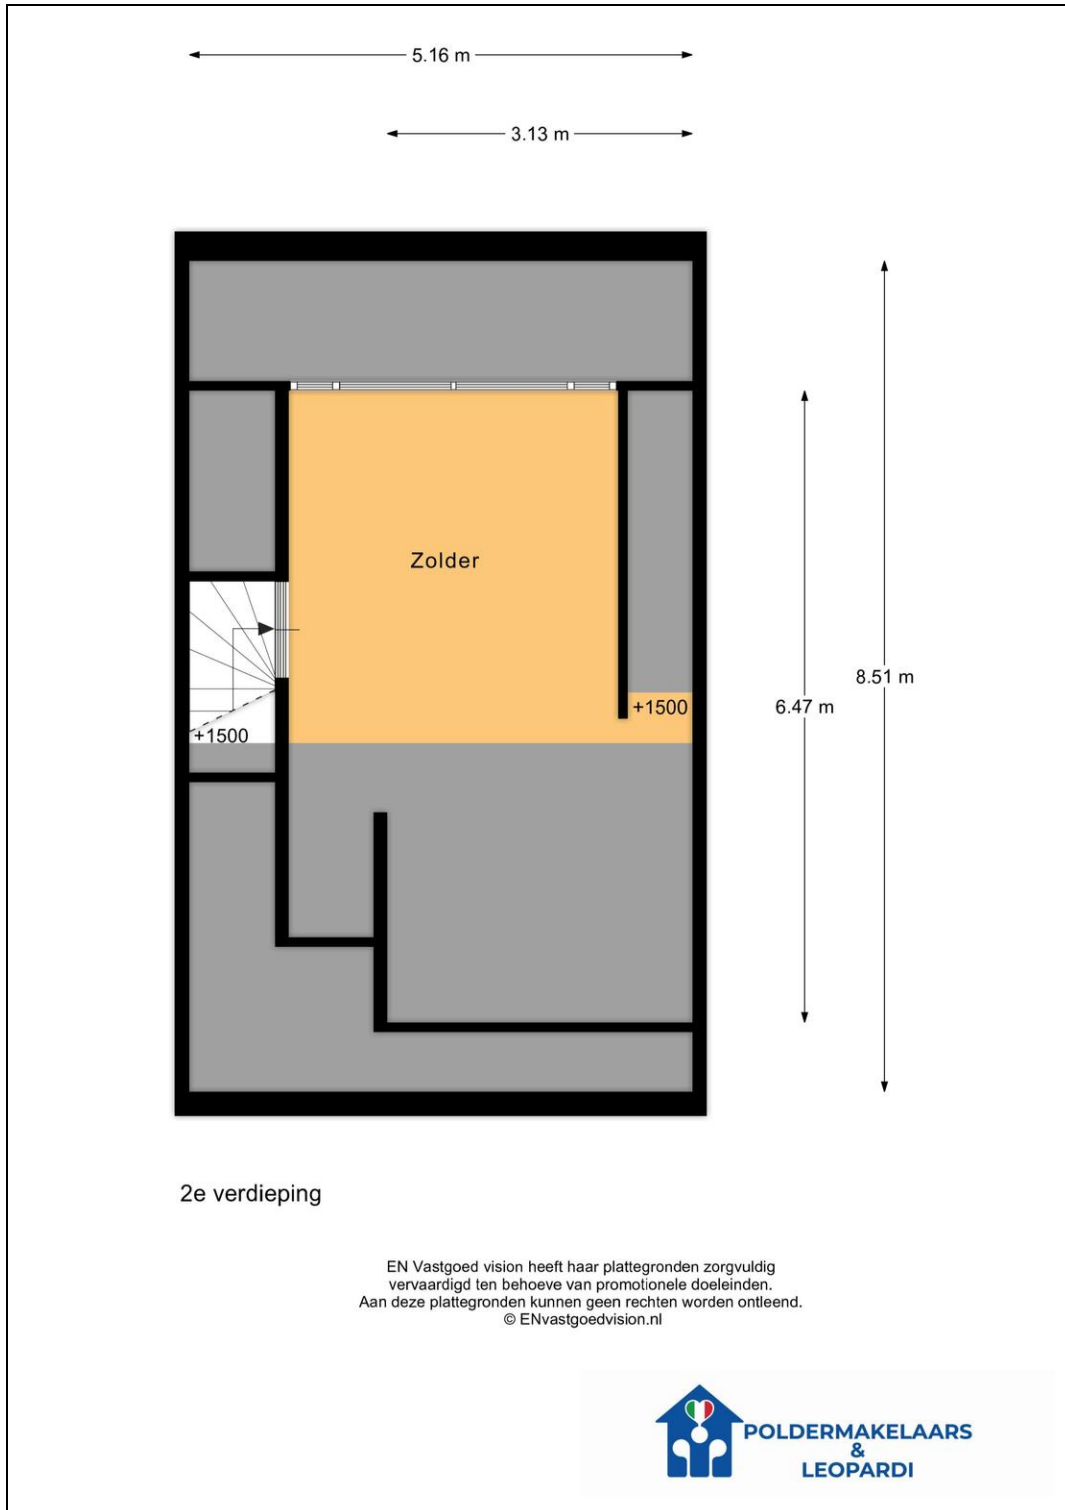 5.16 m
3.13 m
Zolder
8.51 m
6.47 m
+1500
+1500
2e verdieping
EN Vastgoed vision heeft haar plattegronden zorgvuldig
vervaardigd ten behoeve van promotionele doeleinden.
Aan deze plattegronden kunnen geen rechten worden ontleend.
© ENvastgoedvision.nl
POLDERMAKELAARS
&
LEOPARDI